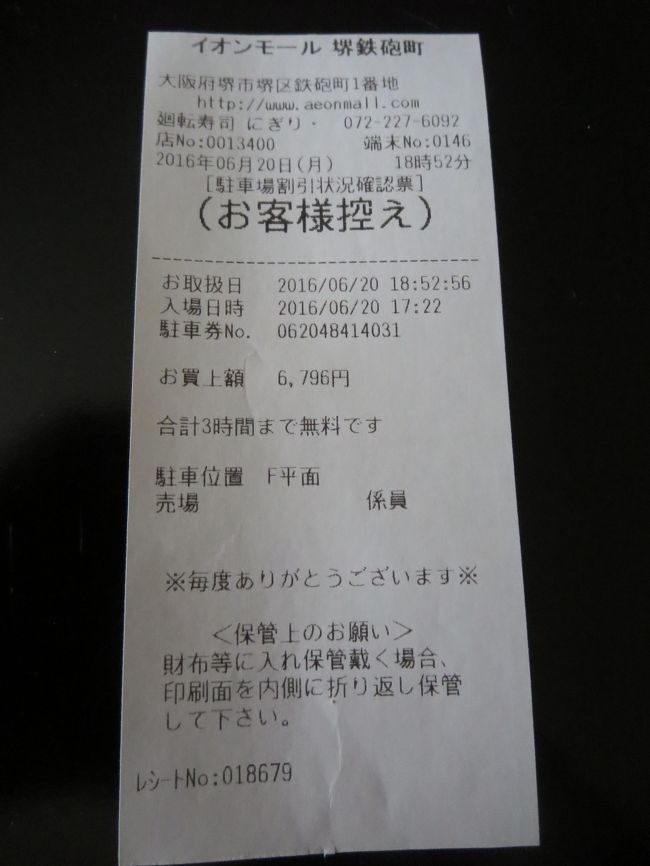 イオンモール 堺鉄砲町
大阪府堺市堺区鉄砲町1番地
http://www.aeonmall.com
廻転寿司 にぎり・ 072-227-6092
店No:0013400 端末No:0146
2016年06月20日(月) 18時52分
[駐車場割引状況確認票]
(お客様控え)
お取扱日 2016/06/20 18:52:56
入場日時 2016/06/20 17:22
駐車券No. 062048414031
お買上額 6,796円
合計3時間まで無料です
駐車位置 F平面
売場 係員
※毎度ありがとうございます※
<保管上のお願い>
財布等に入れ保管戴く場合、
印刷面を内側に折り返し保管
して下さい。
レシートNo:018679